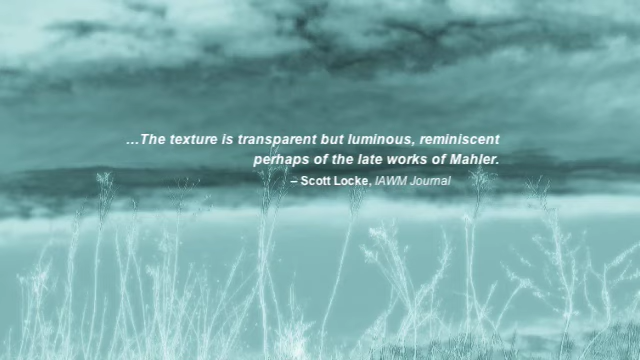 ...The texture is transparent but luminous, reminiscent
perhaps of the late works of Mahler.
– Scott Locke, IAWM Journal